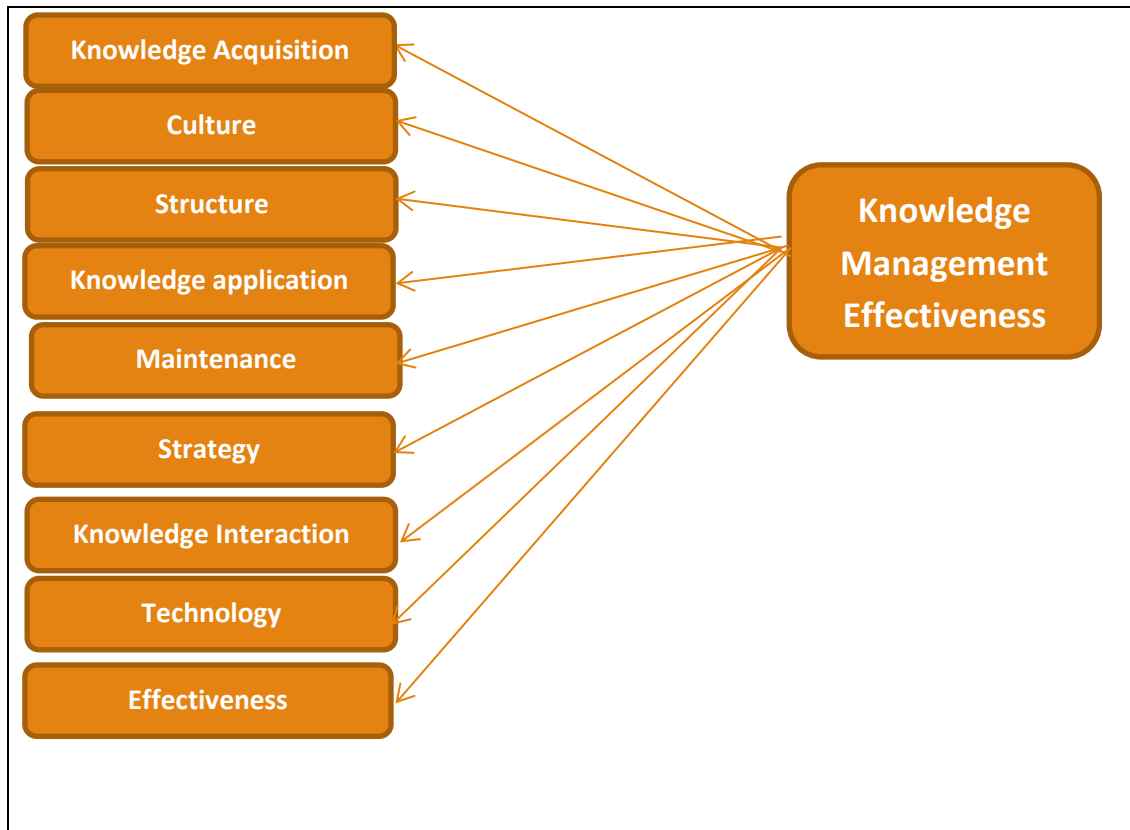 Knowledge Acquisition
Culture
Structure
Knowledge application
Maintenance
Strategy
Knowledge Interaction
Technology
Effectiveness
Knowledge
Management
Effectiveness